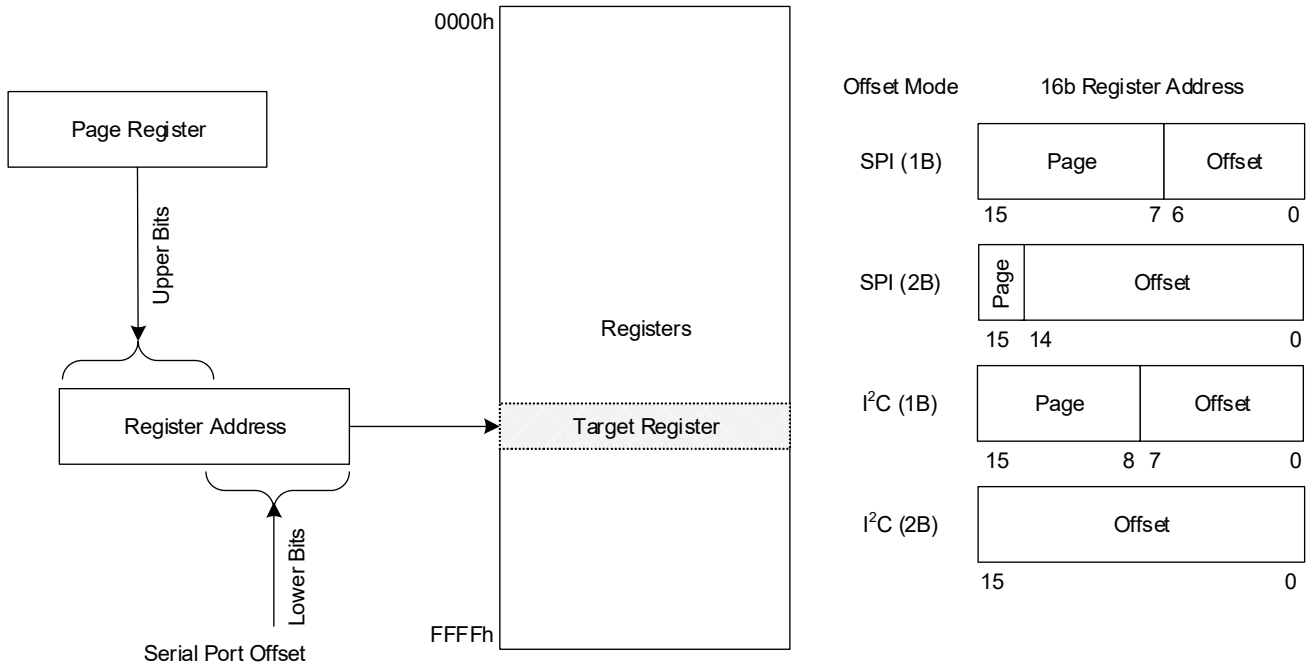 0000h
Page Register
Upper Bits
Registers
Register Address
Target Register
Lower Bits
FFFFh
Serial Port Offset
Offset Mode 16b Register Address
SPI (1B) Page Offset
15 7 6 0
SPI (2B) Page Offset
15 14 0
I²C (1B) Page Offset
15 8 7 0
I²C (2B) Offset
15 0